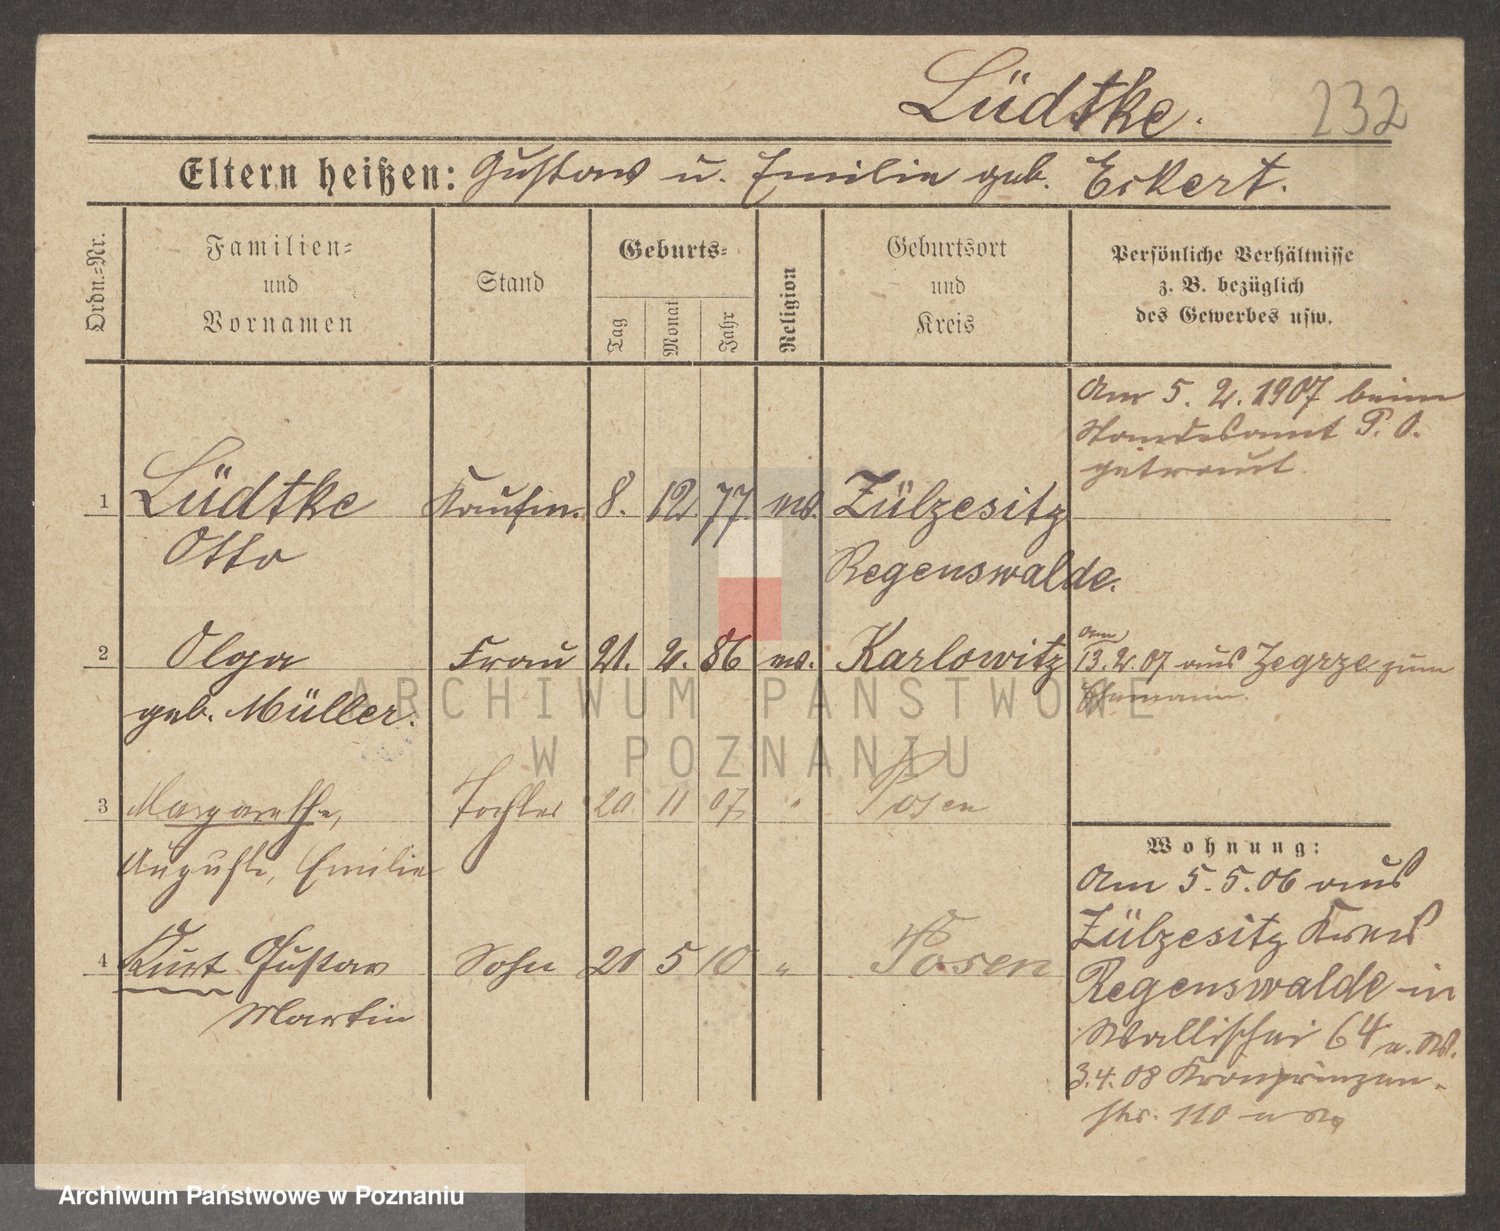 Lüdtke. 232
Eltern heißen: Gustav u. Emilie geb. Eckert.
Ordn.=Nr.
Familien=
und
Vornamen
Stand
Geburts=
Tag
Monat
Jahr
Religion
Geburtsort
und
Kreis
Persönliche Verhältnisse
z. B. bezüglich
des Gewerbes usw.
Am 5. 2. 1907 beim
Standesamt P. O.
getraut.
1 Lüdtke Kaufm. 8. 12. 77. ev. Zülzesitz
Otto Regenswalde.
2 Olga Frau 21. 2. 86 ev. Karlowitz
am
13. 2. 07 aus Zegrze zum
Ehemann.
geb. Müller.
ARCHIWUM PAŃSTWOWE
W POZNANIU
3 Margarethe, Tochter 20. 11 07 " Posen
Auguste, Emilie
4 Kurt Gustav Sohn 20 5 10 " Posen
Martin
Wohnung:
Am 5. 5. 06 aus
Zülzesitz Kreis
Regenswalde in
Wallischei 64 u. W.
3. 4. 08 Kronprinzen-
str. 110
Archiwum Państwowe w Poznaniu